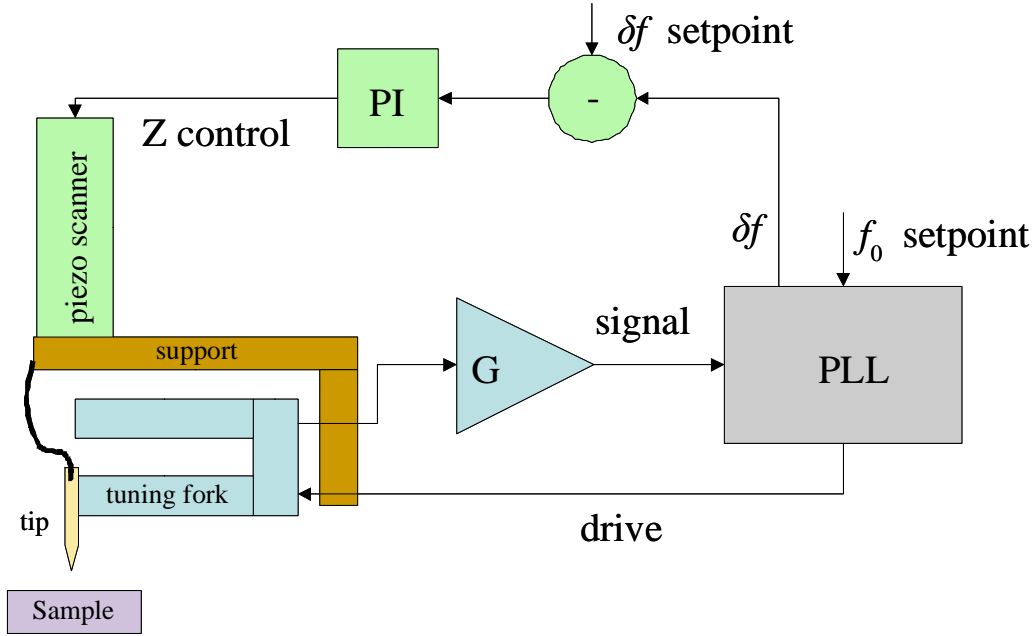 δf setpoint
PI
-
Z control
piezo scanner
δf
f₀ setpoint
signal
support
G
PLL
tuning fork
tip
drive
Sample